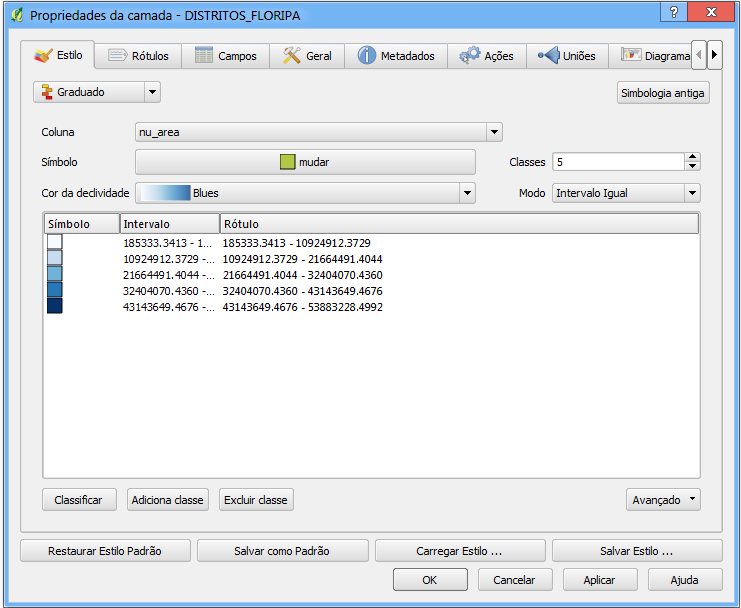 Propriedades da camada - DISTRITOS_FLORIPA
? X
Estilo Rótulos Campos Geral Metadados Ações Uniões Diagrama
Graduado Simbologia antiga
Coluna nu_area
Símbolo mudar Classes 5
Cor da declividade Blues Modo Intervalo Igual
Símbolo Intervalo Rótulo
185333.3413 - 1... 185333.3413 - 10924912.3729
10924912.3729 -... 10924912.3729 - 21664491.4044
21664491.4044 -... 21664491.4044 - 32404070.4360
32404070.4360 -... 32404070.4360 - 43143649.4676
43143649.4676 -... 43143649.4676 - 53883228.4992
Classificar Adiciona classe Excluir classe Avançado
Restaurar Estilo Padrão Salvar como Padrão Carregar Estilo ... Salvar Estilo ...
OK Cancelar Aplicar Ajuda